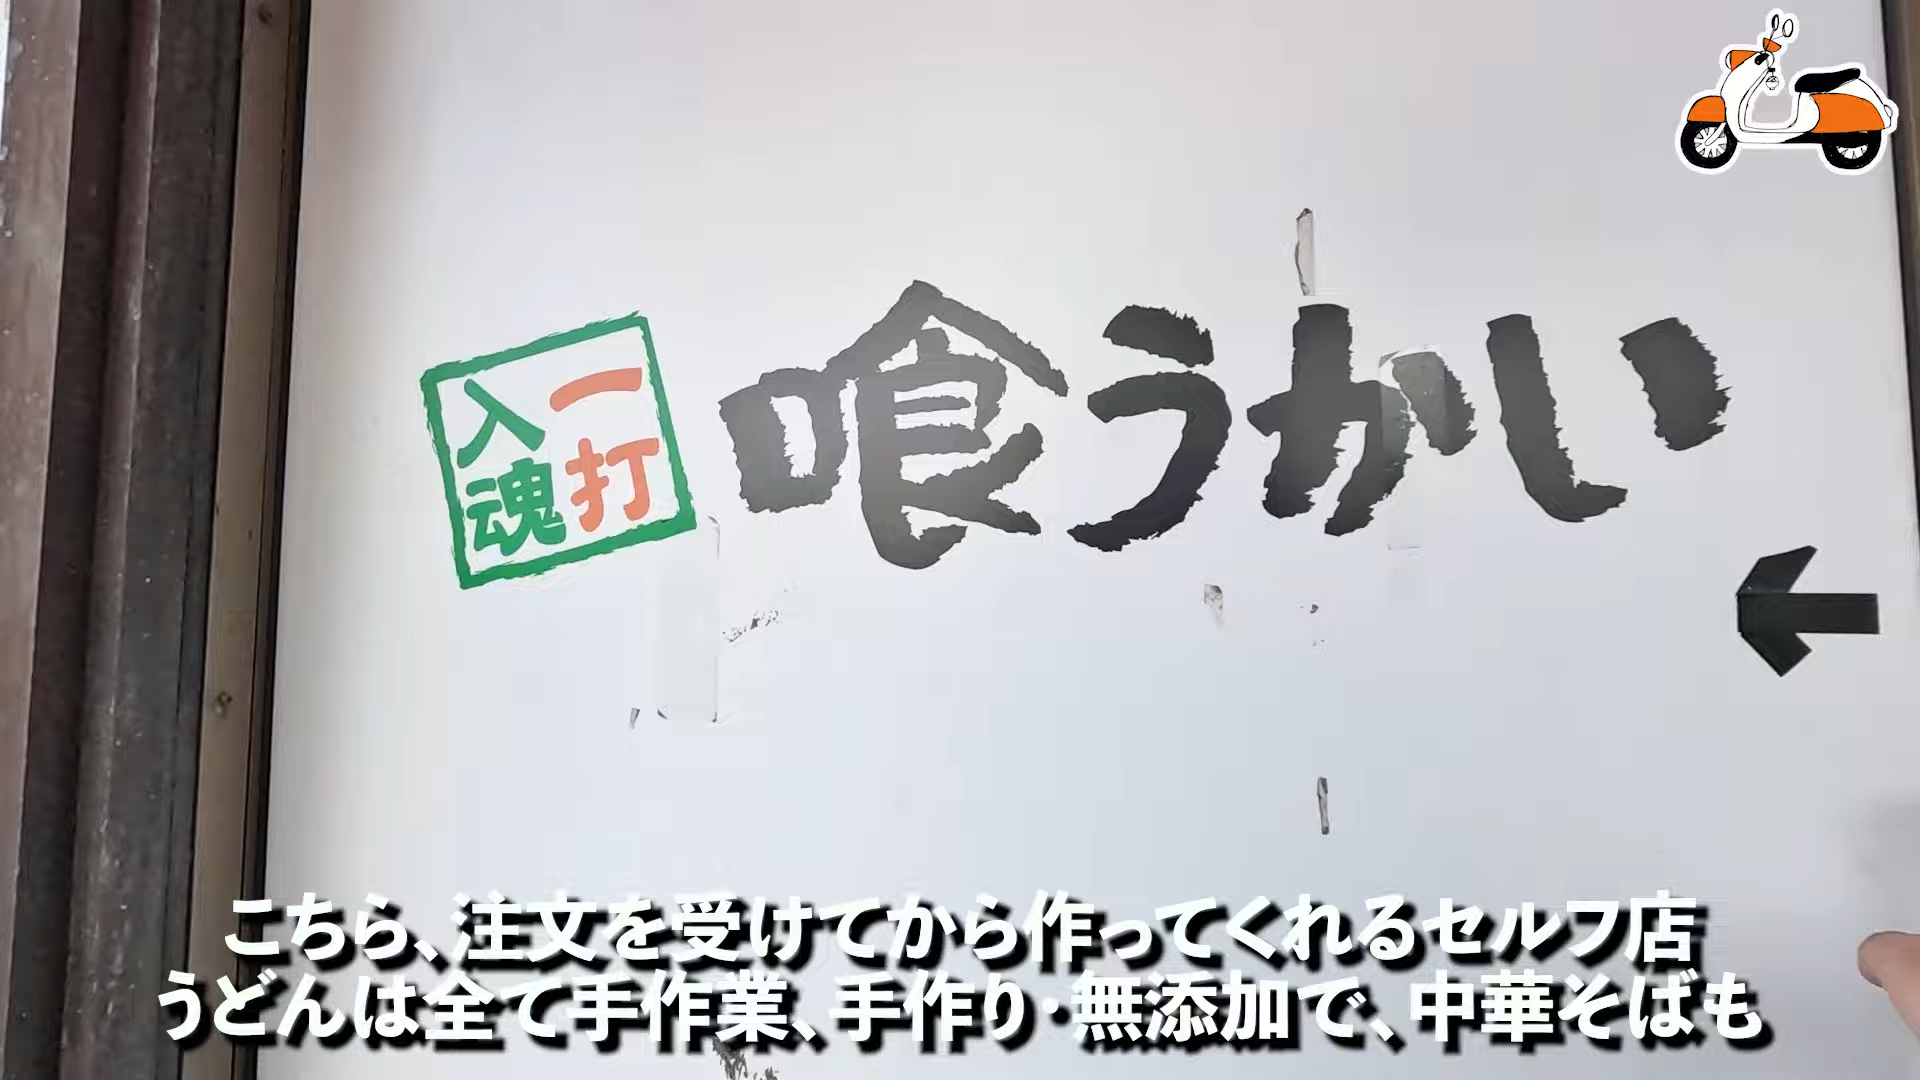 一打
入魂
喰うかい
こちら、注文を受けてから作ってくれるセルフ店
うどんは全て手作業、手作り・無添加で、中華そばも